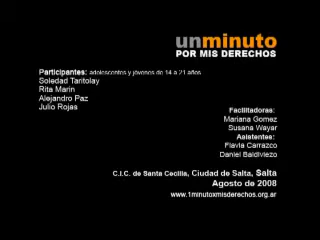 unminuto
POR MIS DERECHOS
Participantes: adolescentes y jóvenes de 14 a 21 años
Soledad Taritolay
Rita Marin
Alejandro Paz
Julio Rojas
Facilitadoras:
Mariana Gomez
Susana Wayar
Asistentes:
Flavia Carrazco
Daniel Baldiviezo
C.I.C. de Santa Cecilia, Ciudad de Salta, Salta
Agosto de 2008
www.1minutoxmisderechos.org.ar